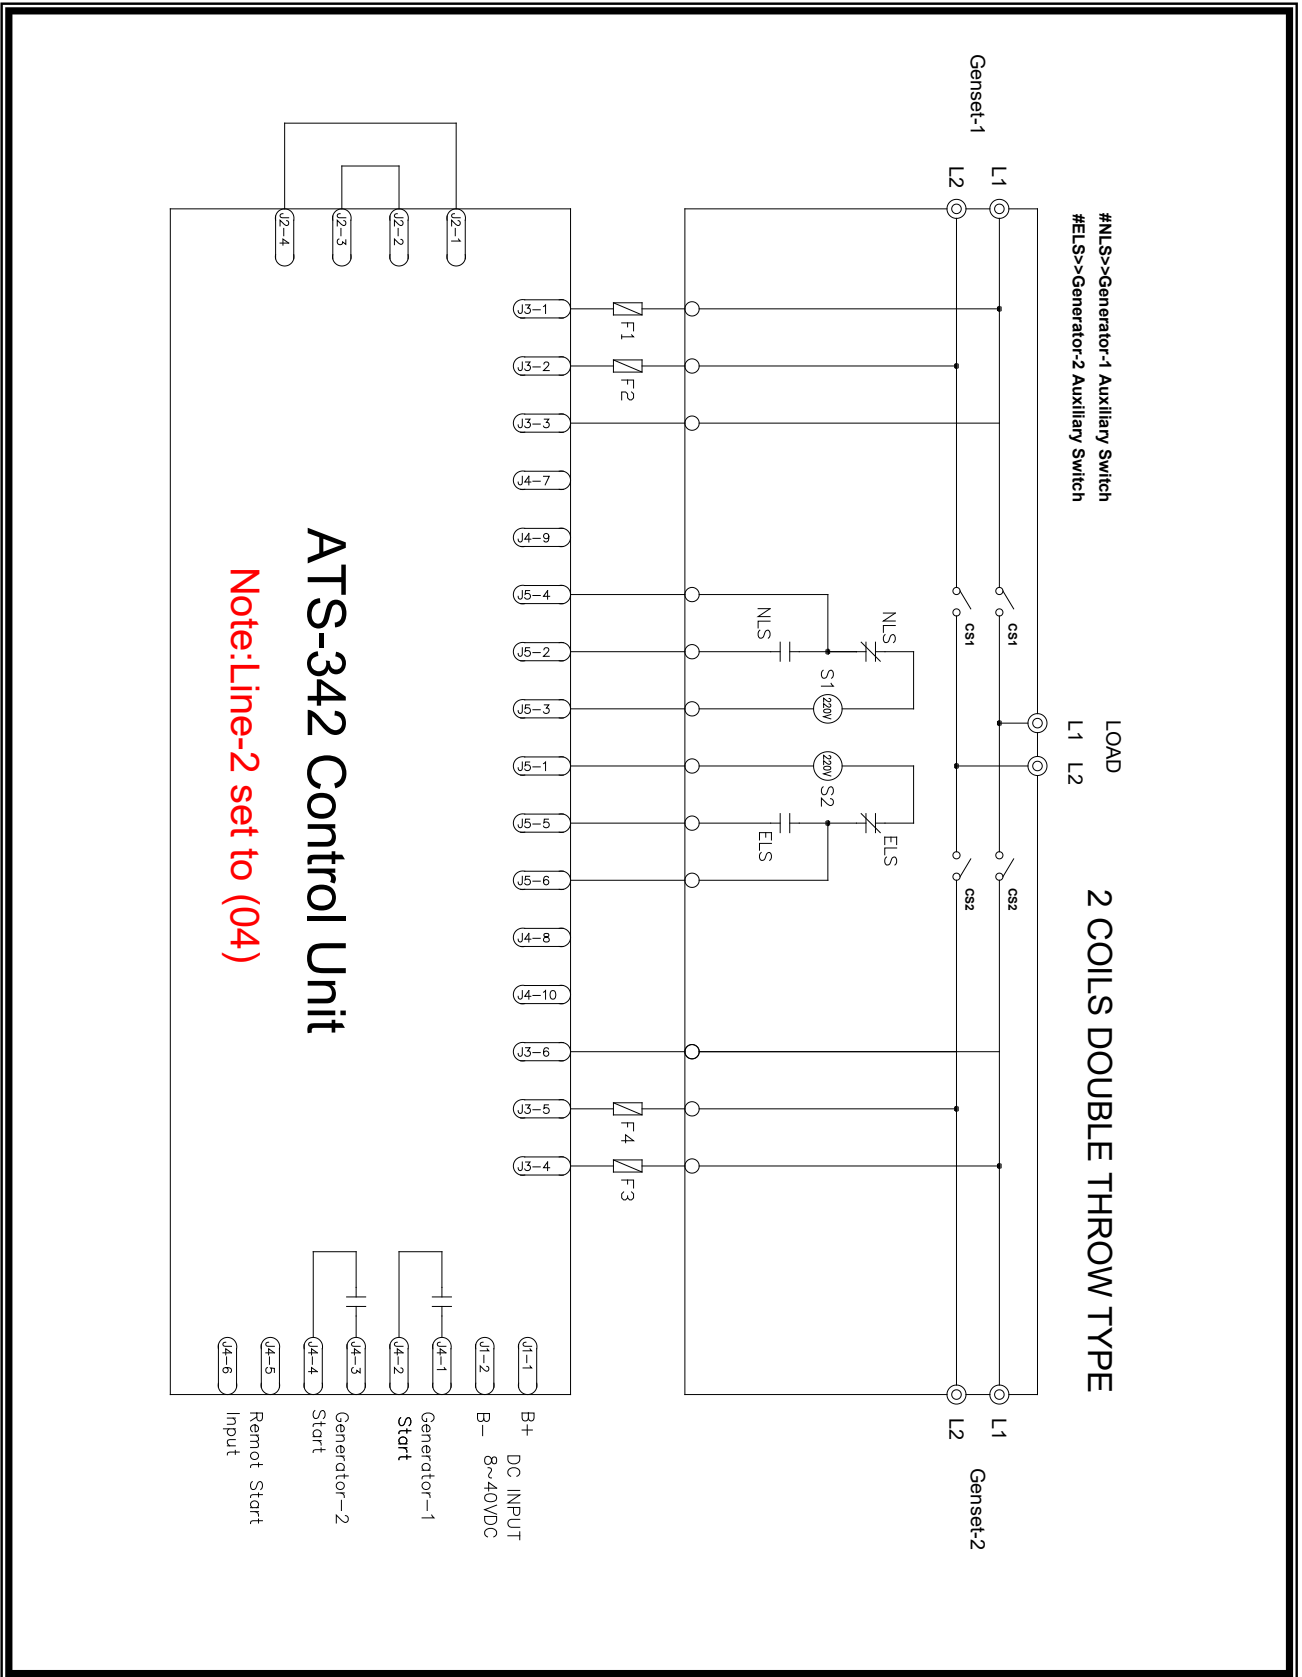 2 COILS DOUBLE THROW TYPE
#NLS>>Generator-1 Auxiliary Switch
#ELS>>Generator-2 Auxiliary Switch
LOAD
L1 L2
Genset-1
L1
L2
CS1
CS1
CS2
CS2
L1
L2
Genset-2
NLS
NLS
S1
220V
220V
S2
ELS
ELS
F1
F2
F4
F3
J3-1
J3-2
J3-3
J4-7
J4-9
J5-4
J5-2
J5-3
J5-1
J5-5
J5-6
J4-8
J4-10
J3-6
J3-5
J3-4
J2-1
J2-2
J2-3
J2-4
ATS-342 Control Unit
Note:Line-2 set to (04)
J1-1
B+
DC INPUT
J1-2
B-
8~40VDC
J4-1
J4-2
Generator-1
Start
J4-3
J4-4
Generator-2
Start
J4-5
J4-6
Remot Start
Input